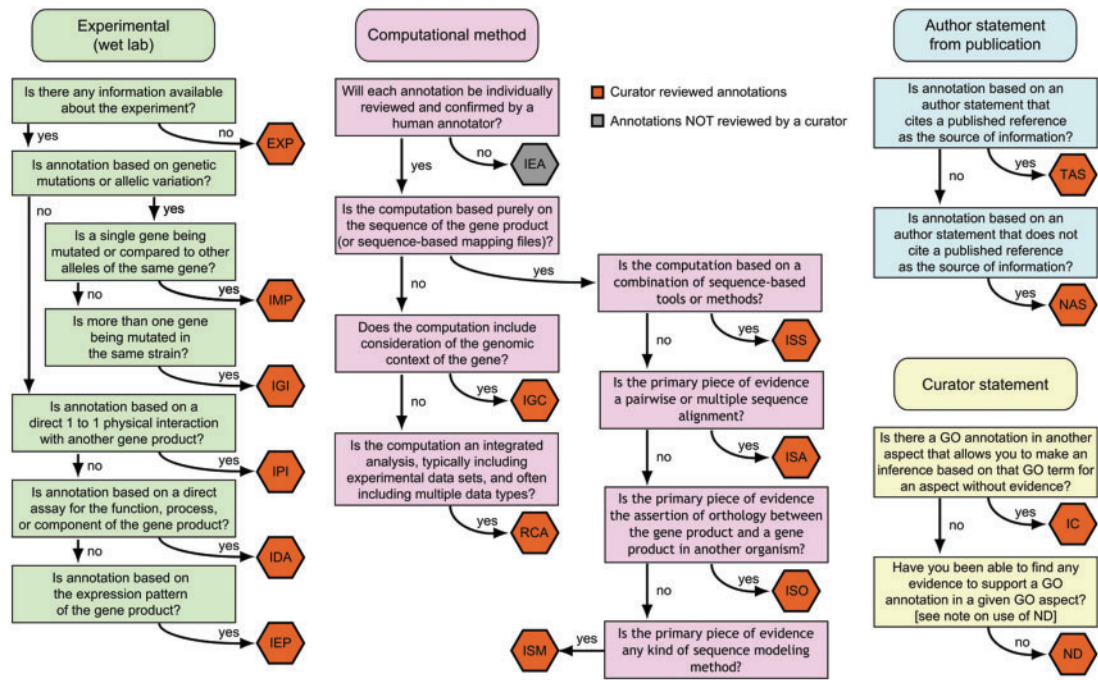 Experimental
(wet lab)
Is there any information available
about the experiment?
yes
no
EXP
Is annotation based on genetic
mutations or allelic variation?
no
yes
Is a single gene being
mutated or compared to other
alleles of the same gene?
no
yes
IMP
Is more than one gene
being mutated in
the same strain?
yes
IGI
Is annotation based on a
direct 1 to 1 physical interaction
with another gene product?
no
yes
IPI
Is annotation based on a direct
assay for the function, process,
or component of the gene product?
no
yes
IDA
Is annotation based on
the expression pattern
of the gene product?
yes
IEP
Computational method
Will each annotation be individually
reviewed and confirmed by a
human annotator?
yes
no
IEA
Curator reviewed annotations
Annotations NOT reviewed by a curator
Is the computation based purely on
the sequence of the gene product
(or sequence-based mapping files)?
no
yes
Does the computation include
consideration of the genomic
context of the gene?
no
yes
IGC
Is the computation an integrated
analysis, typically including
experimental data sets, and often
including multiple data types?
yes
RCA
Is the computation based on a
combination of sequence-based
tools or methods?
no
yes
ISS
Is the primary piece of evidence
a pairwise or multiple sequence
alignment?
no
yes
ISA
Is the primary piece of evidence
the assertion of orthology between
the gene product and a gene
product in another organism?
no
yes
ISO
Is the primary piece of evidence
any kind of sequence modeling
method?
yes
ISM
Author statement
from publication
Is annotation based on an
author statement that
cites a published reference
as the source of information?
no
yes
TAS
Is annotation based on an
author statement that does not
cite a published reference
as the source of information?
yes
NAS
Curator statement
Is there a GO annotation in another
aspect that allows you to make an
inference based on that GO term for
an aspect without evidence?
no
yes
IC
Have you been able to find any
evidence to support a GO
annotation in a given GO aspect?
[see note on use of ND]
no
ND